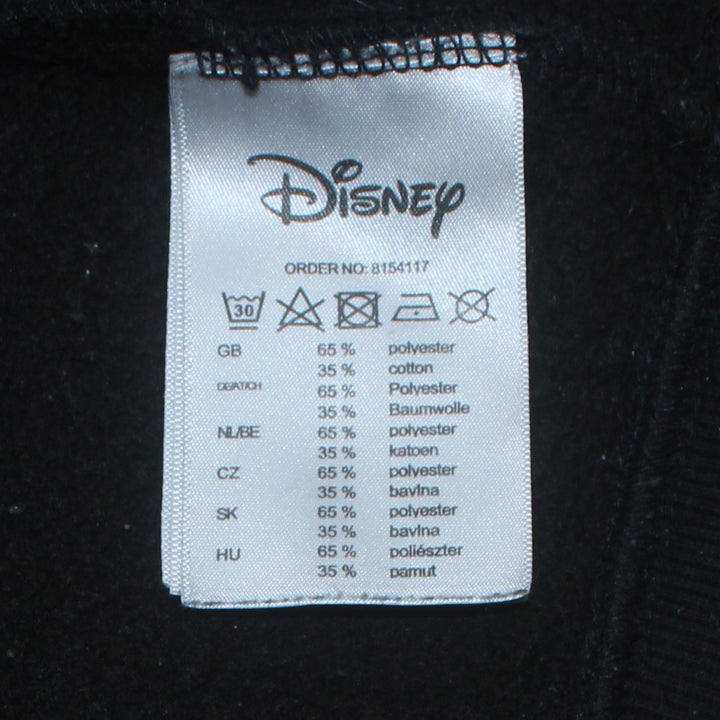 Disney
ORDER NO: 8154117
30
GB 65 % polyester
35 % cotton
DE/AT/CH 65 % Polyester
35 % Baumwolle
NL/BE 65 % polyester
35 % katoen
CZ 65 % polyester
35 % bavlna
SK 65 % polyester
35 % bavlna
HU 65 % poliészter
35 % pamut